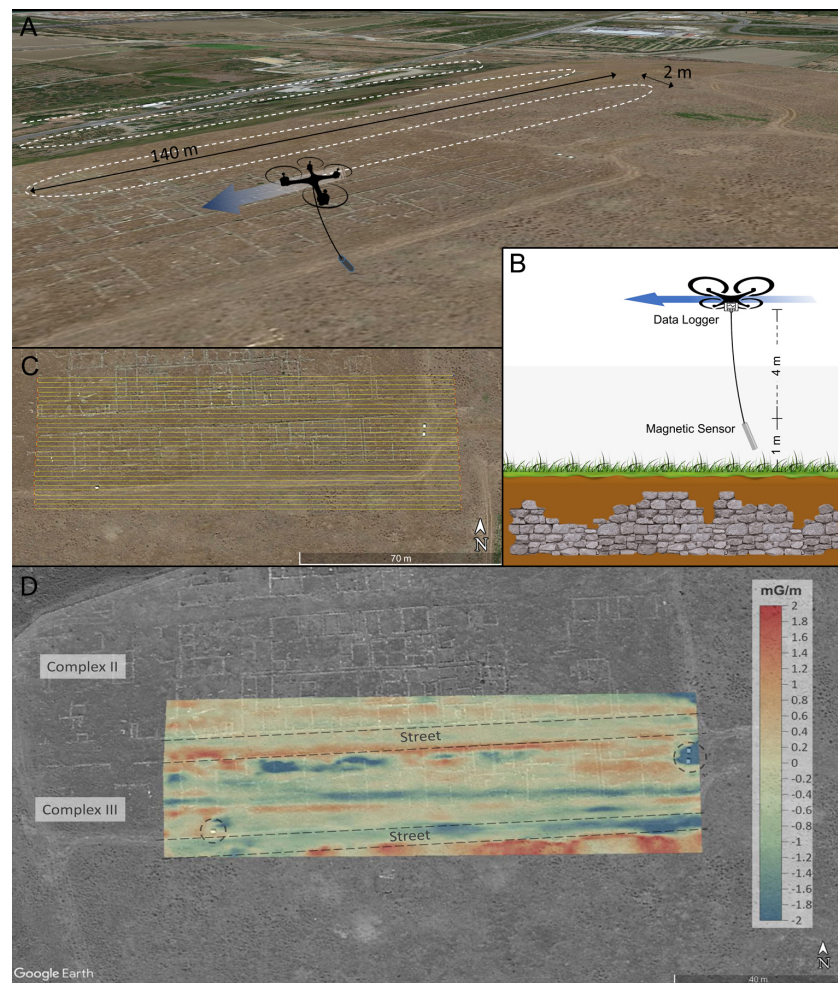 A
2 m
140 m
B
Data Logger
4 m
Magnetic Sensor
1 m
C
N
70 m
D
mG/m
2
1.8
1.6
1.4
1.2
1
0.8
0.6
0.4
0.2
0
-0.2
-0.4
-0.6
-0.8
-1
-1.2
-1.4
-1.6
-1.8
-2
Complex II
Street
Complex III
Street
N
Google Earth
40 m